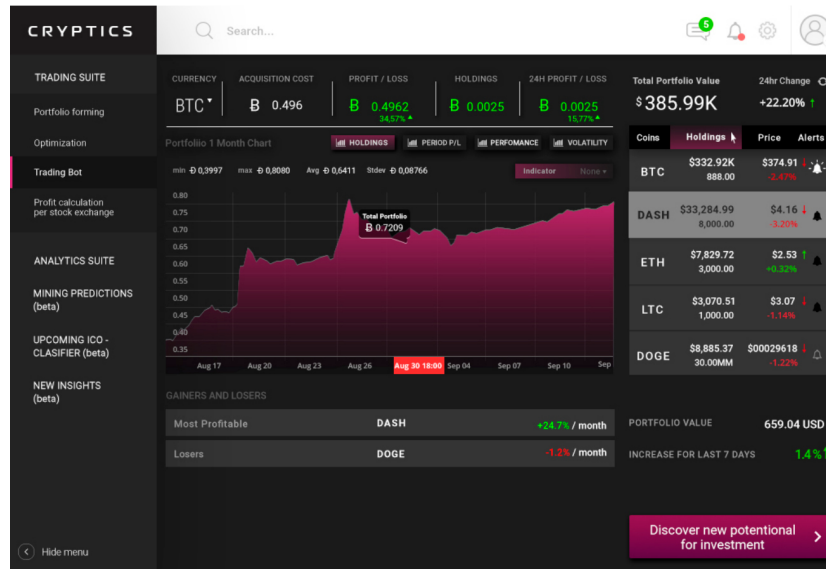 CRYPTICS
Search...
5
TRADING SUITE
Portfolio forming
Optimization
Trading Bot
Profit calculation
per stock exchange
ANALYTICS SUITE
MINING PREDICTIONS
(beta)
UPCOMING ICO -
CLASIFIER (beta)
NEW INSIGHTS
(beta)
Hide menu
CURRENCY ACQUISITION COST PROFIT / LOSS HOLDINGS 24H PROFIT / LOSS
BTC Ƀ 0.496 Ƀ 0.4962 Ƀ 0.0025 Ƀ 0.0025
34,57% 15,77%
Portfoliio 1 Month Chart HOLDINGS PERIOD P/L PERFOMANCE VOLATILITY
min Ð 0,3997 max Ð 0,8080 Avg Ð 0,6411 Stdev Ð 0,08766 Indicator None
0.80
0.75
0.70
0.65
0.60
0.55
0.50
0.45
0.40
0.35
Total Portfolio
Ƀ 0.7209
Aug 17 Aug 20 Aug 23 Aug 26 Aug 30 18:00 Sep 04 Sep 07 Sep 10 Sep
GAINERS AND LOSERS
Most Profitable DASH +24.7% / month
Losers DOGE -1.2% / month
Total Portfolio Value 24hr Change
$385.99K +22.20% ↑
Coins Holdings Price Alerts
BTC $332.92K $374.91 ↓
888.00 -2.47%
DASH $33,284.99 $4.16 ↓
8,000.00 -3.20%
ETH $7,829.72 $2.53 ↑
3,000.00 +0.32%
LTC $3,070.51 $3.07 ↓
1,000.00 -1.14%
DOGE $8,885.37 $00029618 ↓
30.00MM -1.22%
PORTFOLIO VALUE 659.04 USD
INCREASE FOR LAST 7 DAYS 1.4%
Discover new potentional
for investment